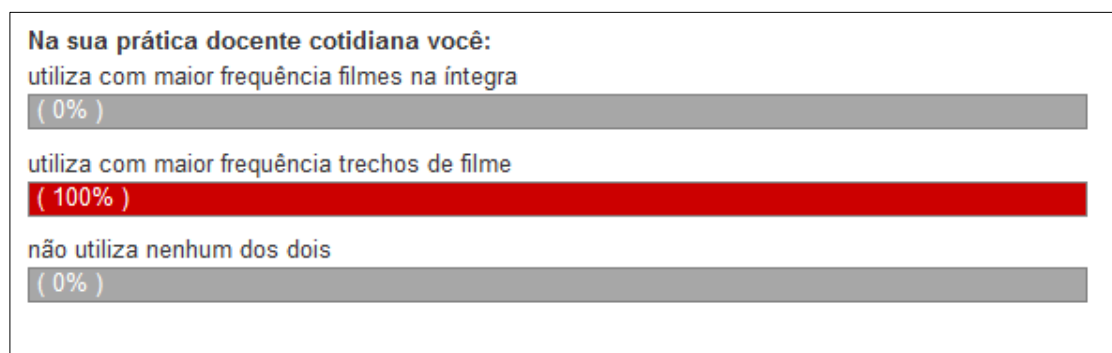 Na sua prática docente cotidiana você:
utiliza com maior frequência filmes na íntegra
( 0% )
utiliza com maior frequência trechos de filme
( 100% )
não utiliza nenhum dos dois
( 0% )